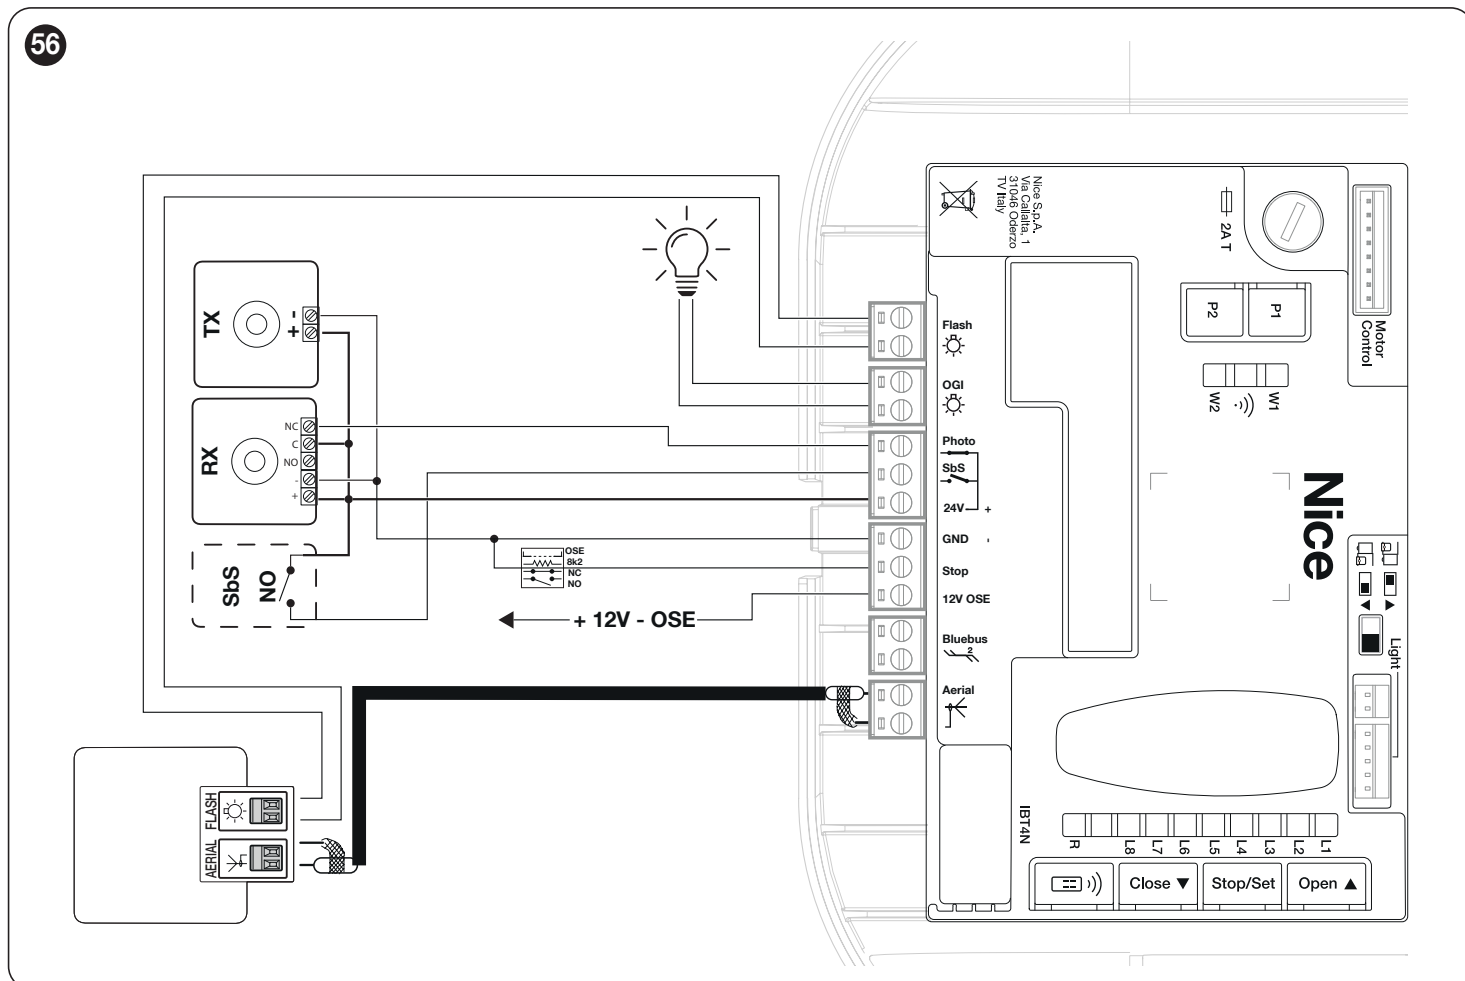 56
Nice S.p.A.
Via Callalta, 1
31046 Oderzo
TV Italy
2A T
Motor
Control
P2
P1
W2
W1
Flash
OGI
Photo
SbS
24V +
GND -
Stop
12V OSE
Bluebus
2
Aerial
TX
-
+
RX
NC
C
NO
-
+
SbS
NO
OSE
8k2
NC
NO
+ 12V - OSE
Nice
Light
FLASH
AERIAL
IBT4N
R
L8
L7
L6
L5
L4
L3
L2
L1
Close ▼
Stop/Set
Open ▲